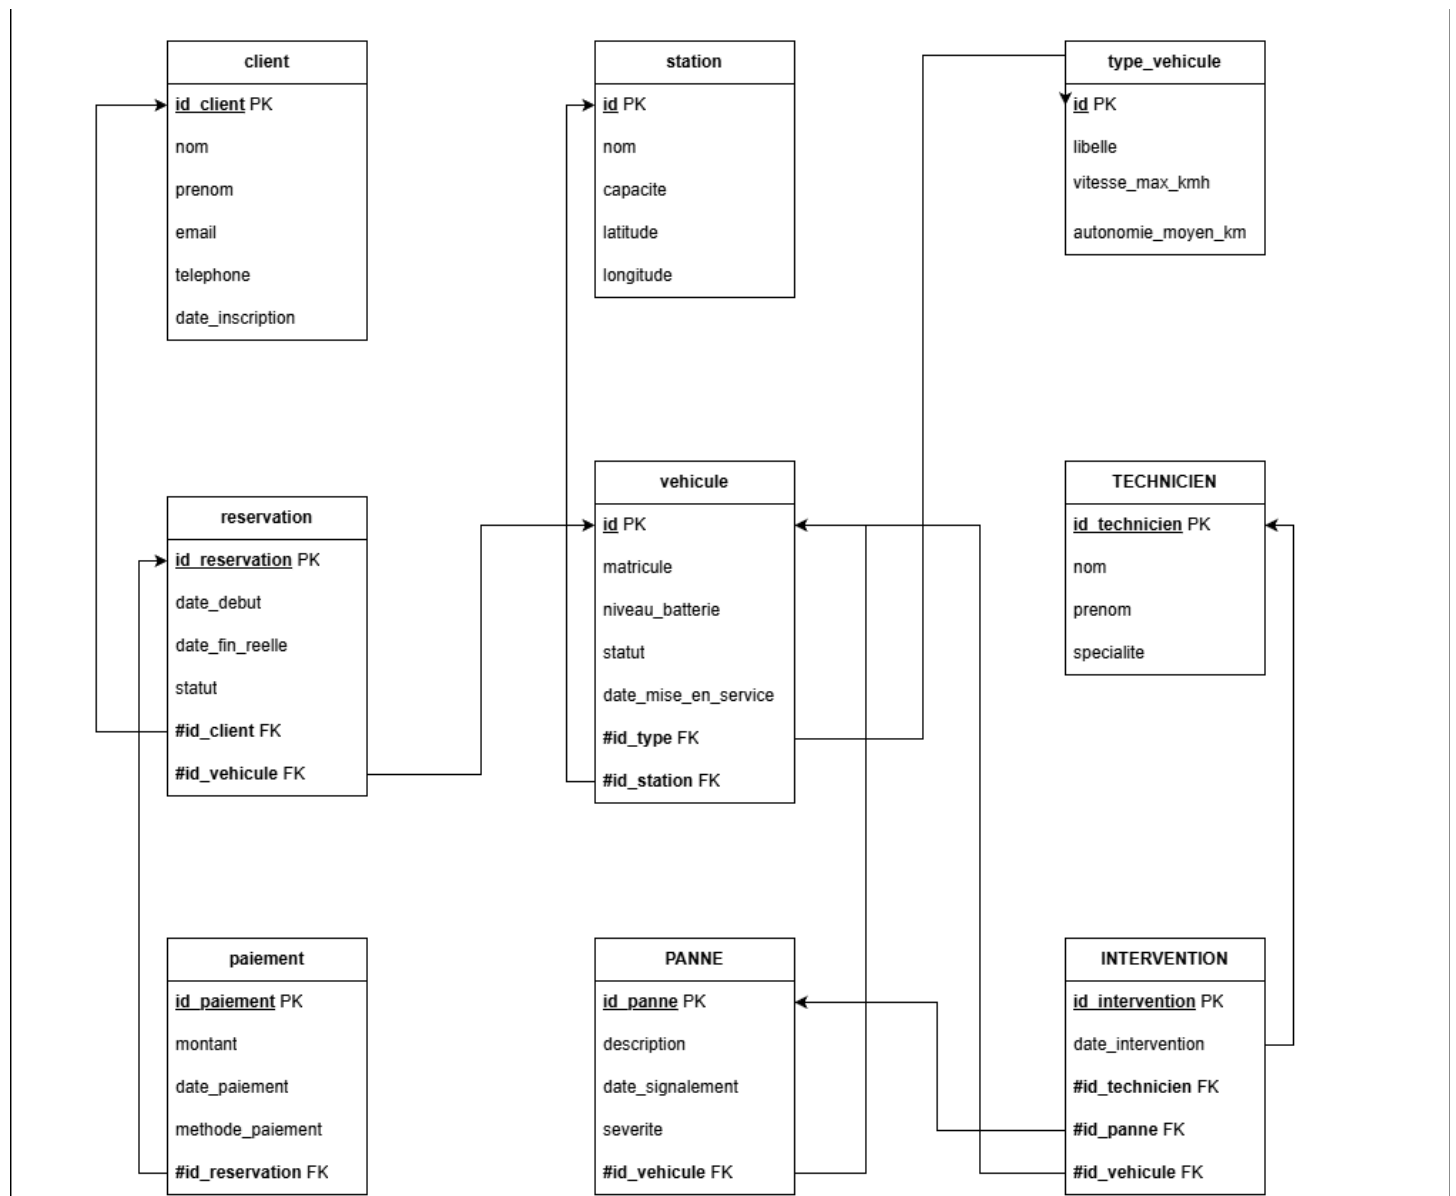 client
id_client PK
nom
prenom
email
telephone
date_inscription
station
id PK
nom
capacite
latitude
longitude
type_vehicule
id PK
libelle
vitesse_max_kmh
autonomie_moyen_km
reservation
id_reservation PK
date_debut
date_fin_reelle
statut
#id_client FK
#id_vehicule FK
vehicule
id PK
matricule
niveau_batterie
statut
date_mise_en_service
#id_type FK
#id_station FK
TECHNICIEN
id_technicien PK
nom
prenom
specialite
paiement
id_paiement PK
montant
date_paiement
methode_paiement
#id_reservation FK
PANNE
id_panne PK
description
date_signalement
severite
#id_vehicule FK
INTERVENTION
id_intervention PK
date_intervention
#id_technicien FK
#id_panne FK
#id_vehicule FK